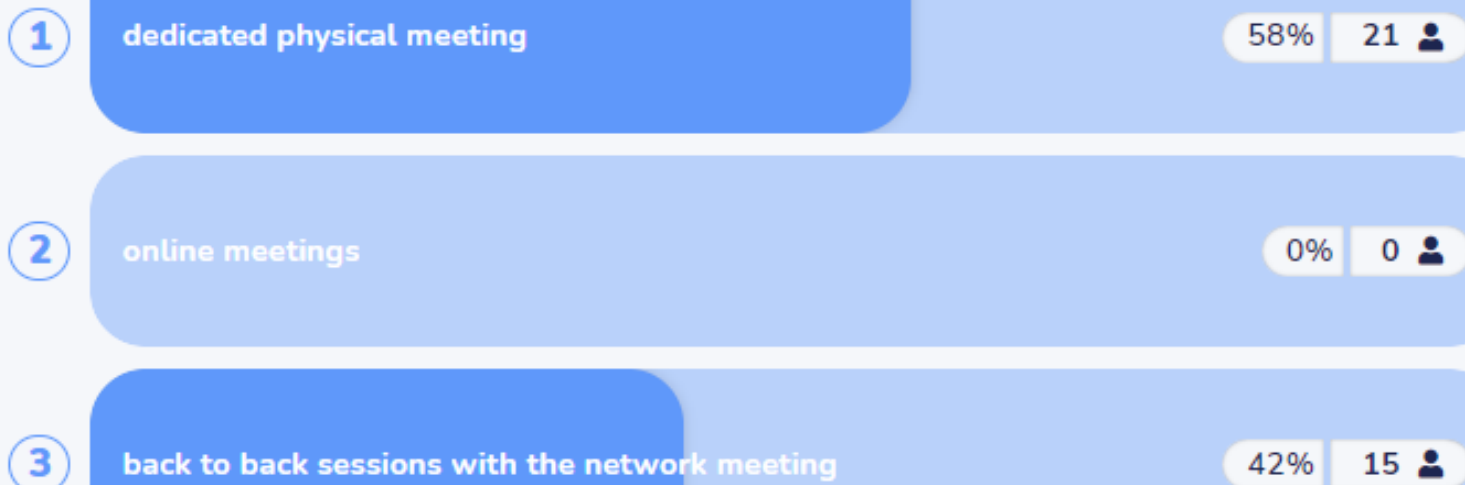 1 dedicated physical meeting 58% 21
2 online meetings 0% 0
3 back to back sessions with the network meeting 42% 15